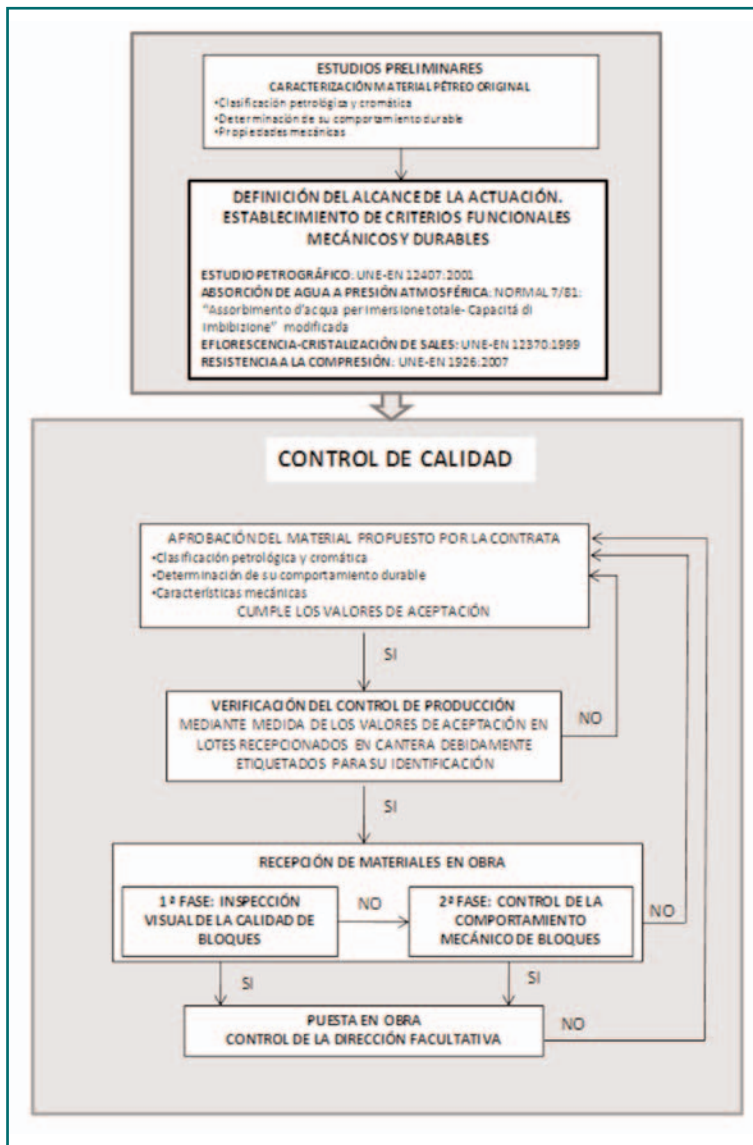 ESTUDIOS PRELIMINARES
CARACTERIZACIÓN MATERIAL PÉTREO ORIGINAL
•Clasificación petrológica y cromática
•Determinación de su comportamiento durable
•Propiedades mecánicas
DEFINICIÓN DEL ALCANCE DE LA ACTUACIÓN.
ESTABLECIMIENTO DE CRITERIOS FUNCIONALES
MECÁNICOS Y DURABLES
ESTUDIO PETROGRÁFICO: UNE-EN 12407:2001
ABSORCIÓN DE AGUA A PRESIÓN ATMOSFÉRICA: NORMAL 7/81:
"Assorbimento d'acqua per imersione totale- Capacitá di
imbibizione" modificada
EFLORESCENCIA-CRISTALIZACIÓN DE SALES: UNE-EN 12370:1999
RESISTENCIA A LA COMPRESIÓN: UNE-EN 1926:2007
CONTROL DE CALIDAD
APROBACIÓN DEL MATERIAL PROPUESTO POR LA CONTRATA
•Clasificación petrológica y cromática
•Determinación de su comportamiento durable
•Características mecánicas
CUMPLE LOS VALORES DE ACEPTACIÓN
SI
VERIFICACIÓN DEL CONTROL DE PRODUCCIÓN
MEDIANTE MEDIDA DE LOS VALORES DE ACEPTACIÓN EN
LOTES RECEPCIONADOS EN CANTERA DEBIDAMENTE
ETIQUETADOS PARA SU IDENTIFICACIÓN
NO
SI
RECEPCIÓN DE MATERIALES EN OBRA
1ª FASE: INSPECCIÓN
VISUAL DE LA CALIDAD DE
BLOQUES
NO
2ª FASE: CONTROL DE LA
COMPORTAMIENTO
MECÁNICO DE BLOQUES
NO
SI
SI
PUESTA EN OBRA
CONTROL DE LA DIRECCIÓN FACULTATIVA
NO